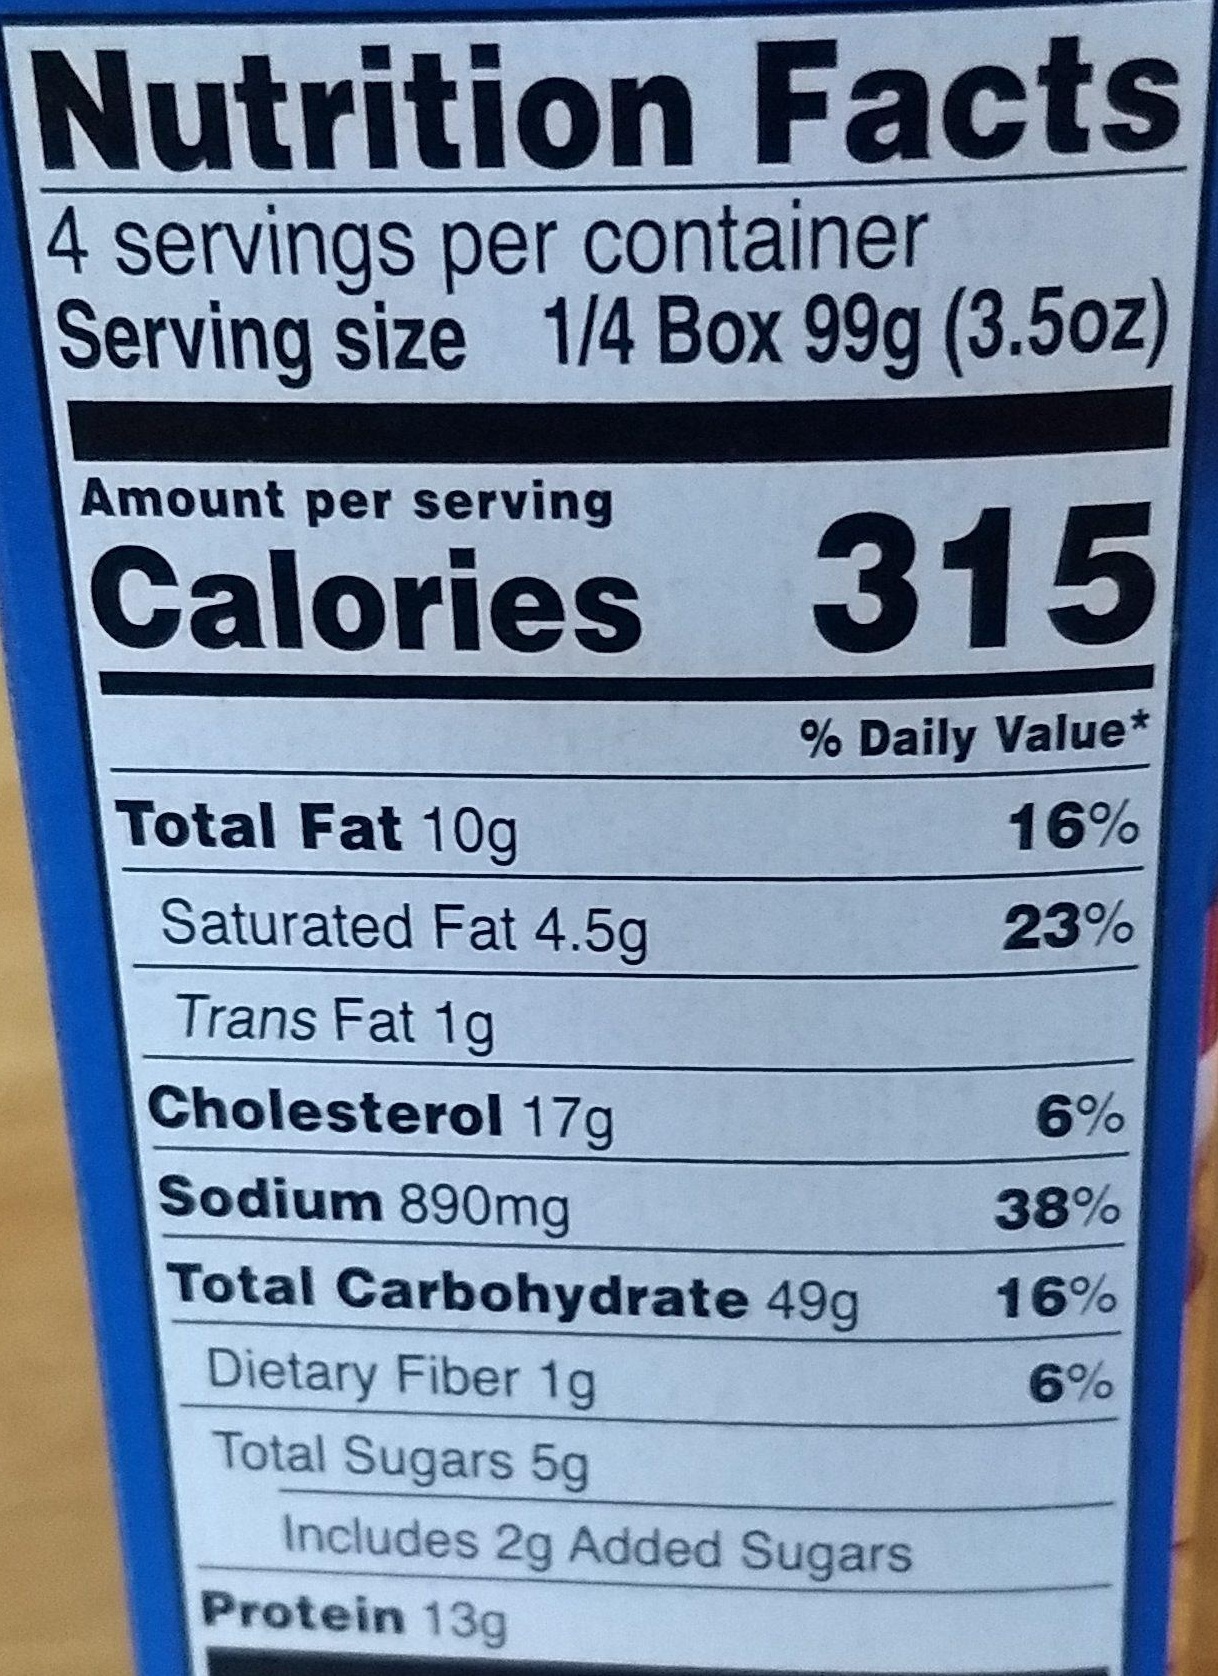 Nutrition Facts
4 servings per container
Serving size 1/4 Box 99g (3.5oz)
Amount per serving
Calories 315
% Daily Value*
Total Fat 10g 16%
Saturated Fat 4.5g 23%
Trans Fat 1g
Cholesterol 17g 6%
Sodium 890mg 38%
Total Carbohydrate 49g 16%
Dietary Fiber 1g 6%
Total Sugars 5g
Includes 2g Added Sugars
Protein 13g